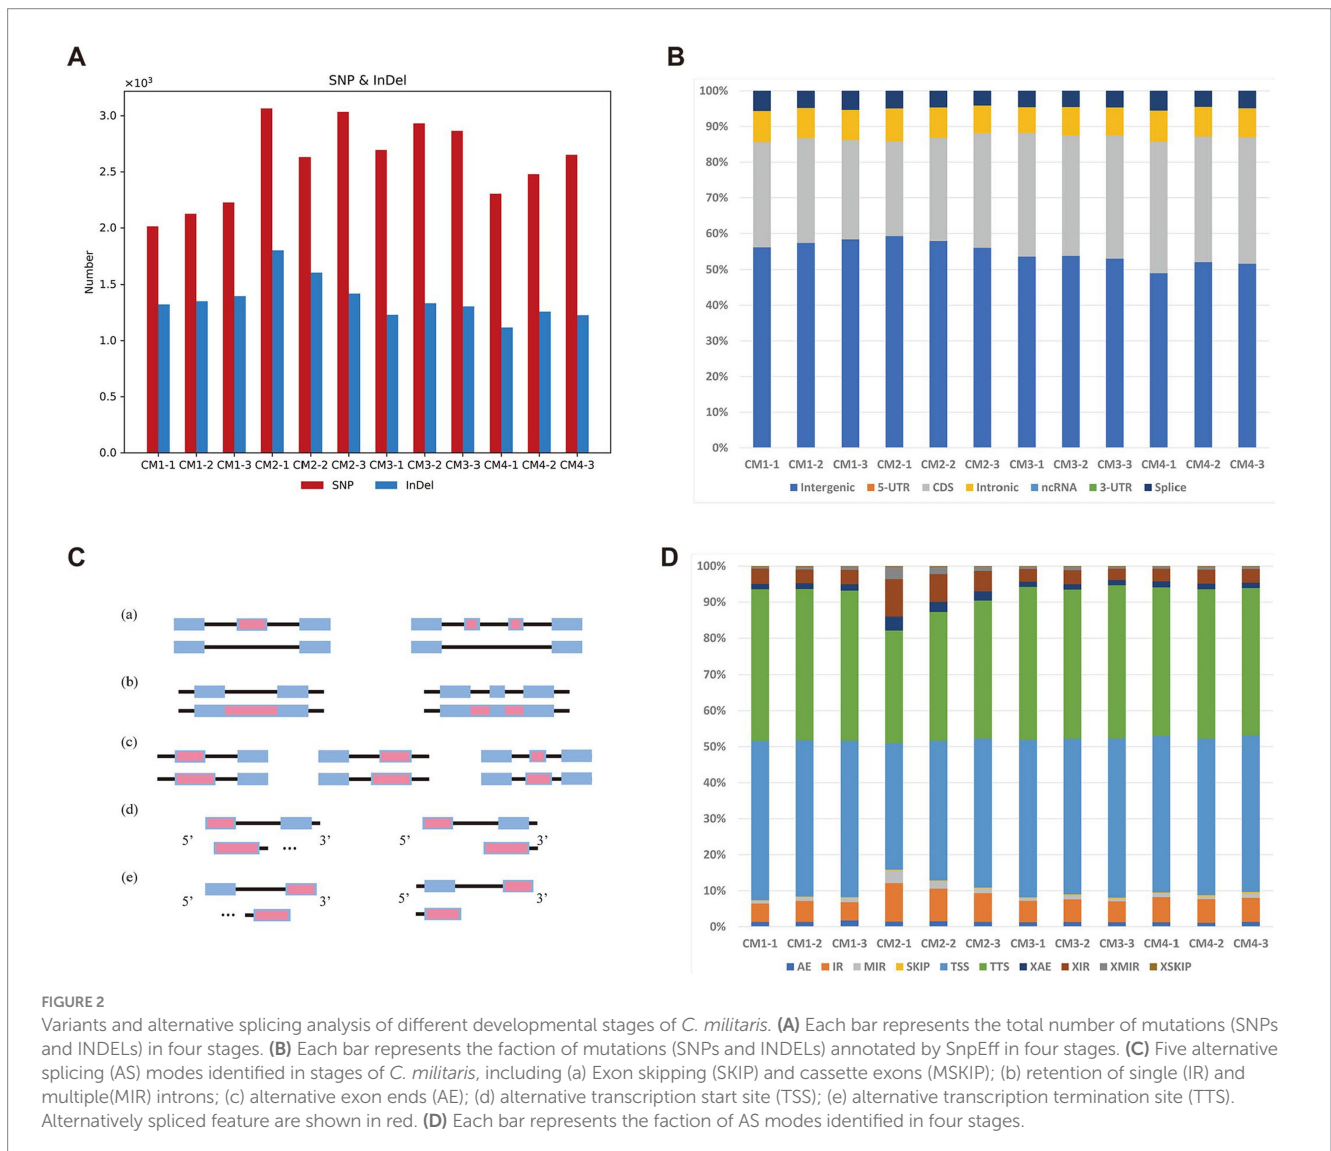 A
SNP & InDel
×10³
3.0
2.5
2.0
1.5
1.0
0.5
0.0
Number
CM1-1 CM1-2 CM1-3 CM2-1 CM2-2 CM2-3 CM3-1 CM3-2 CM3-3 CM4-1 CM4-2 CM4-3
SNP InDel
B
100%
90%
80%
70%
60%
50%
40%
30%
20%
10%
0%
CM1-1 CM1-2 CM1-3 CM2-1 CM2-2 CM2-3 CM3-1 CM3-2 CM3-3 CM4-1 CM4-2 CM4-3
Intergenic 5-UTR CDS Intronic ncRNA 3-UTR Splice
C
(a)
(b)
(c)
(d)
5’ 3’ 5’ 3’
...
(e)
5’ 3’ 5’ 3’
...
D
100%
90%
80%
70%
60%
50%
40%
30%
20%
10%
0%
CM1-1 CM1-2 CM1-3 CM2-1 CM2-2 CM2-3 CM3-1 CM3-2 CM3-3 CM4-1 CM4-2 CM4-3
AE IR MIR SKIP TSS TTS XAE XIR XMIR XSKIP
FIGURE 2
Variants and alternative splicing analysis of different developmental stages of C. militaris. (A) Each bar represents the total number of mutations (SNPs
and INDELs) in four stages. (B) Each bar represents the faction of mutations (SNPs and INDELs) annotated by SnpEff in four stages. (C) Five alternative
splicing (AS) modes identified in stages of C. militaris, including (a) Exon skipping (SKIP) and cassette exons (MSKIP); (b) retention of single (IR) and
multiple(MIR) introns; (c) alternative exon ends (AE); (d) alternative transcription start site (TSS); (e) alternative transcription termination site (TTS).
Alternatively spliced feature are shown in red. (D) Each bar represents the faction of AS modes identified in four stages.